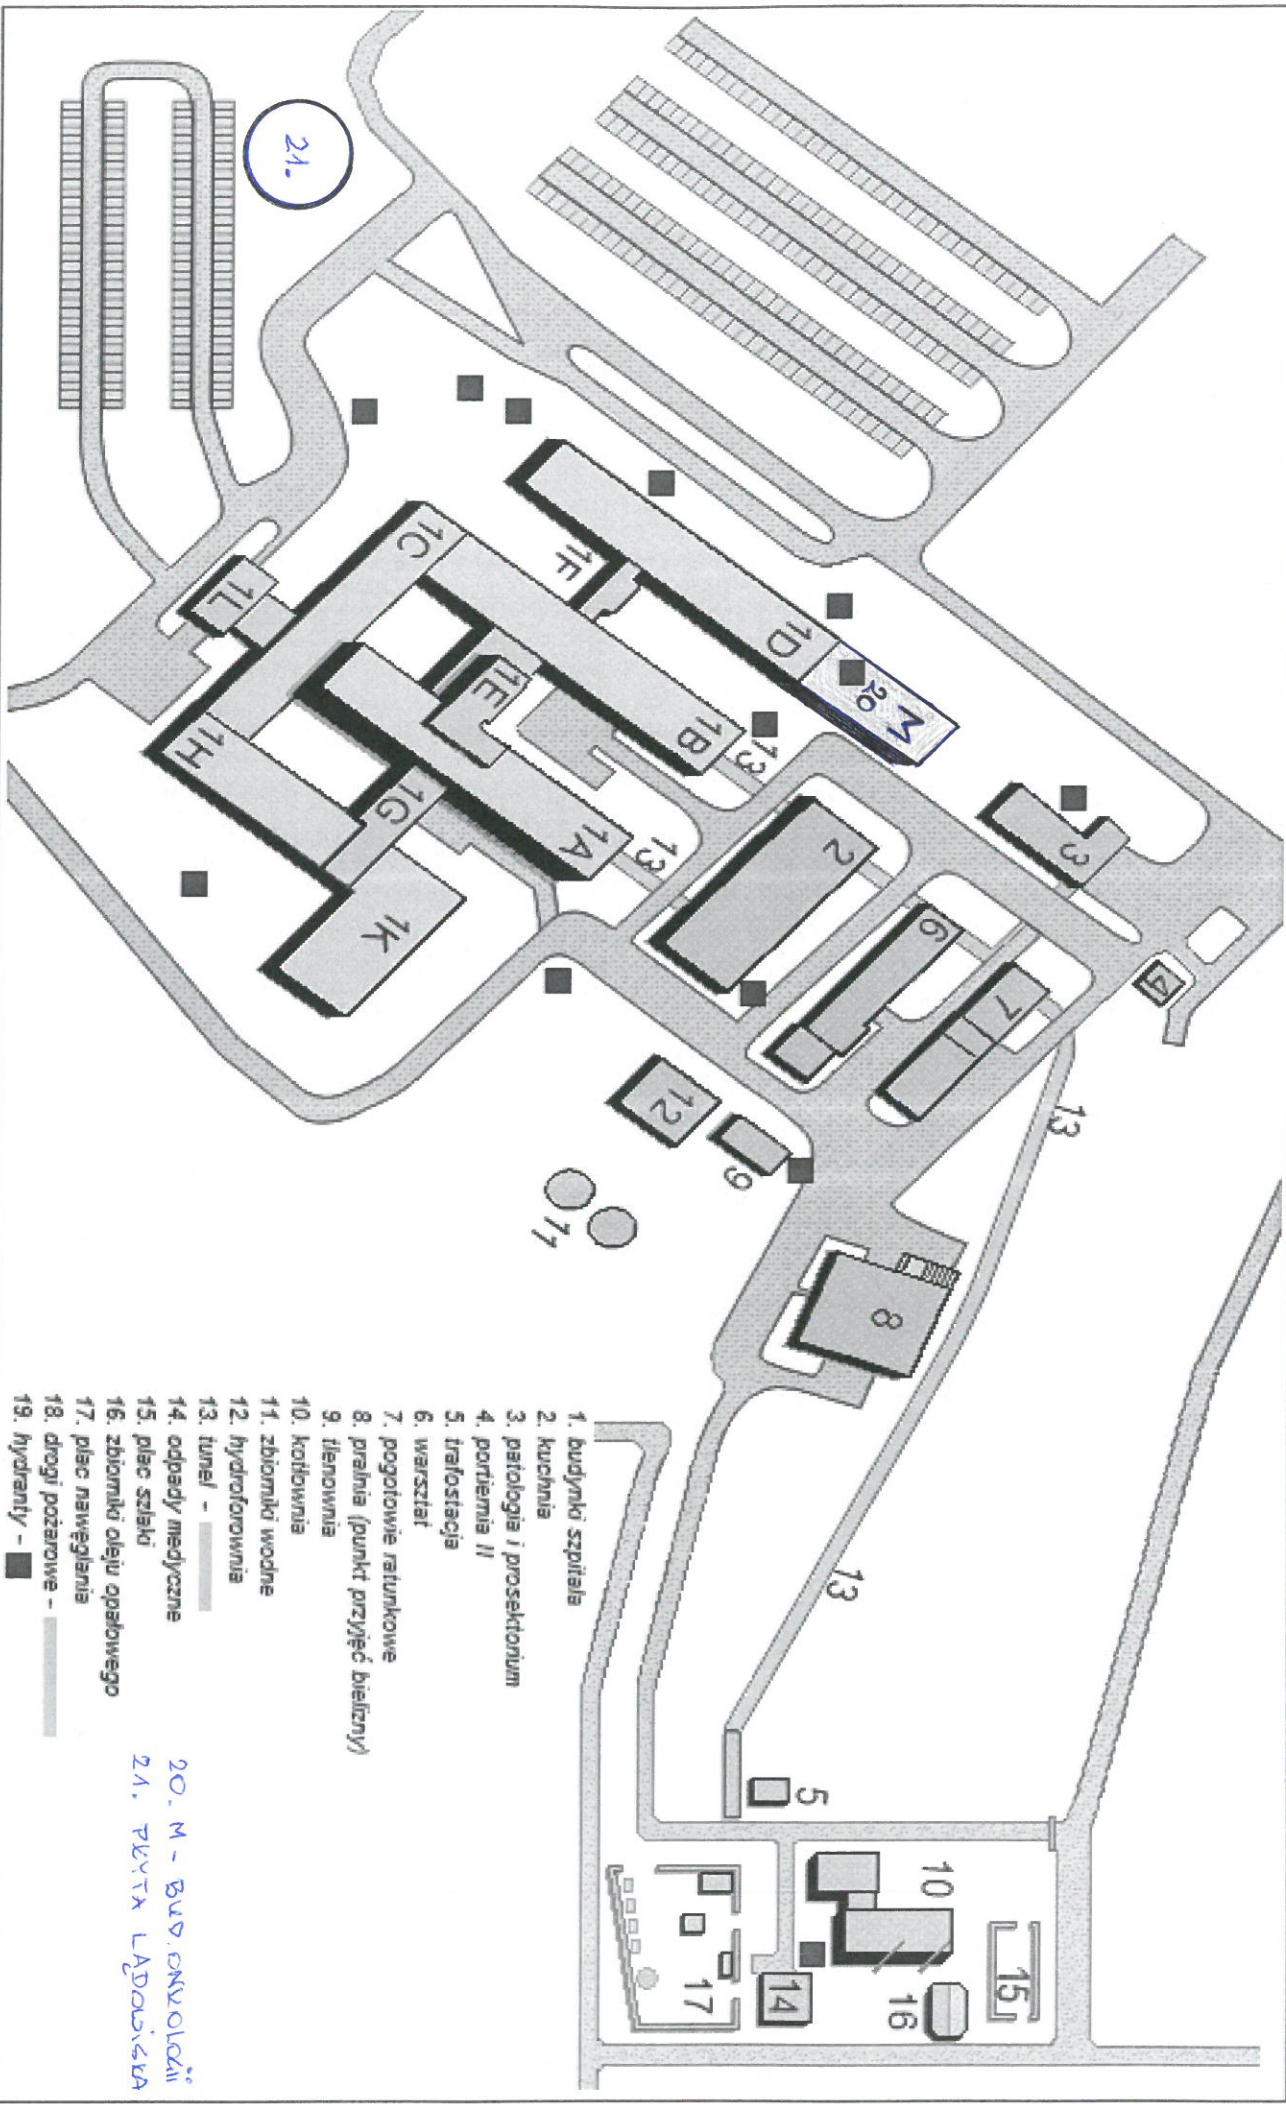 21.
1C
1F
1D
M
20
1L
1E
1B
13
1H
1G
1A
13
1K
2
3
6
7
4
12
9
11
13
8
13
5
10
15
16
14
17
1. budynki szpitala
2. kuchnia
3. patologia i prosektorium
4. portiernia II
5. trafostacja
6. warsztat
7. pogotowie ratunkowe
8. pralnia (punkt przyjęć bielizny)
9. tlenownia
10. kotłownia
11. zbiorniki wodne
12. hydrofornownia
13. tunel -
14. odpady medyczne
15. plac szlaki
16. zbiorniki oleju opałowego
17. plac nawęglania
18. drogi pożarowe -
19. hydranty -
20. M - BUD. ONKOLOGII
21. PŁYTA LĄDOWISKA